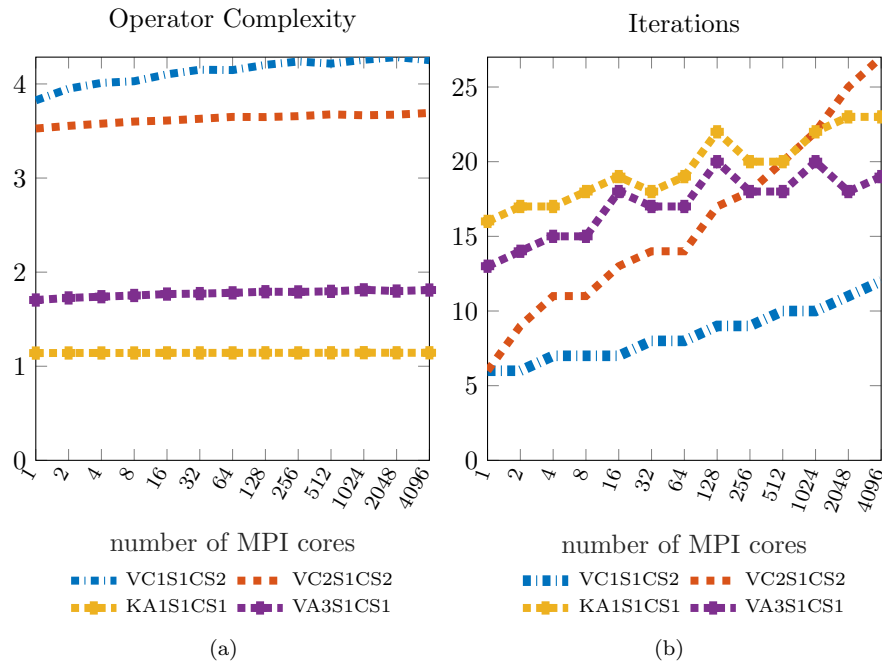 Operator Complexity
4
3
2
1
0
1 2 4 8 16 32 64 128 256 512 1024 2048 4096
number of MPI cores
VC1S1CS2 VC2S1CS2
KA1S1CS1 VA3S1CS1
(a)
Iterations
25
20
15
10
5
0
1 2 4 8 16 32 64 128 256 512 1024 2048 4096
number of MPI cores
VC1S1CS2 VC2S1CS2
KA1S1CS1 VA3S1CS1
(b)